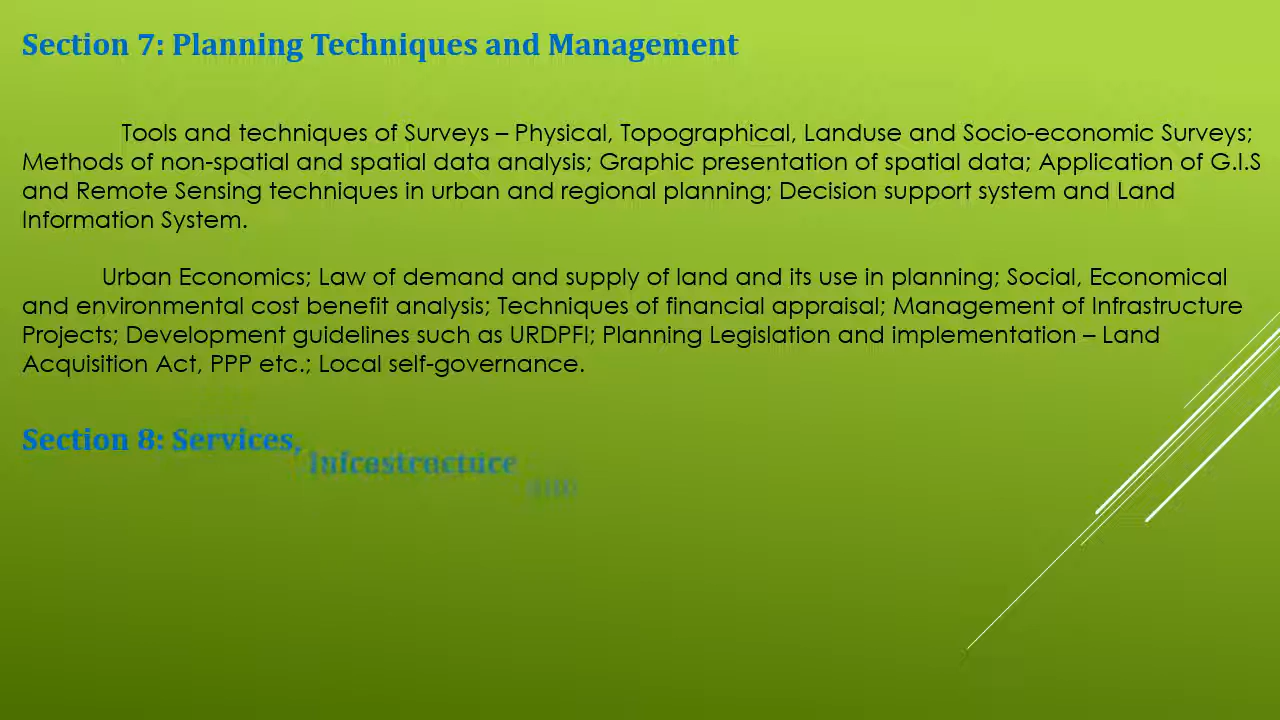 Section 7: Planning Techniques and Management
Tools and techniques of Surveys – Physical, Topographical, Landuse and Socio-economic Surveys;
Methods of non-spatial and spatial data analysis; Graphic presentation of spatial data; Application of G.I.S
and Remote Sensing techniques in urban and regional planning; Decision support system and Land
Information System.
Urban Economics; Law of demand and supply of land and its use in planning; Social, Economical
and environmental cost benefit analysis; Techniques of financial appraisal; Management of Infrastructure
Projects; Development guidelines such as URDPFI; Planning Legislation and implementation – Land
Acquisition Act, PPP etc.; Local self-governance.
Section 8: Services,
Infrastructure